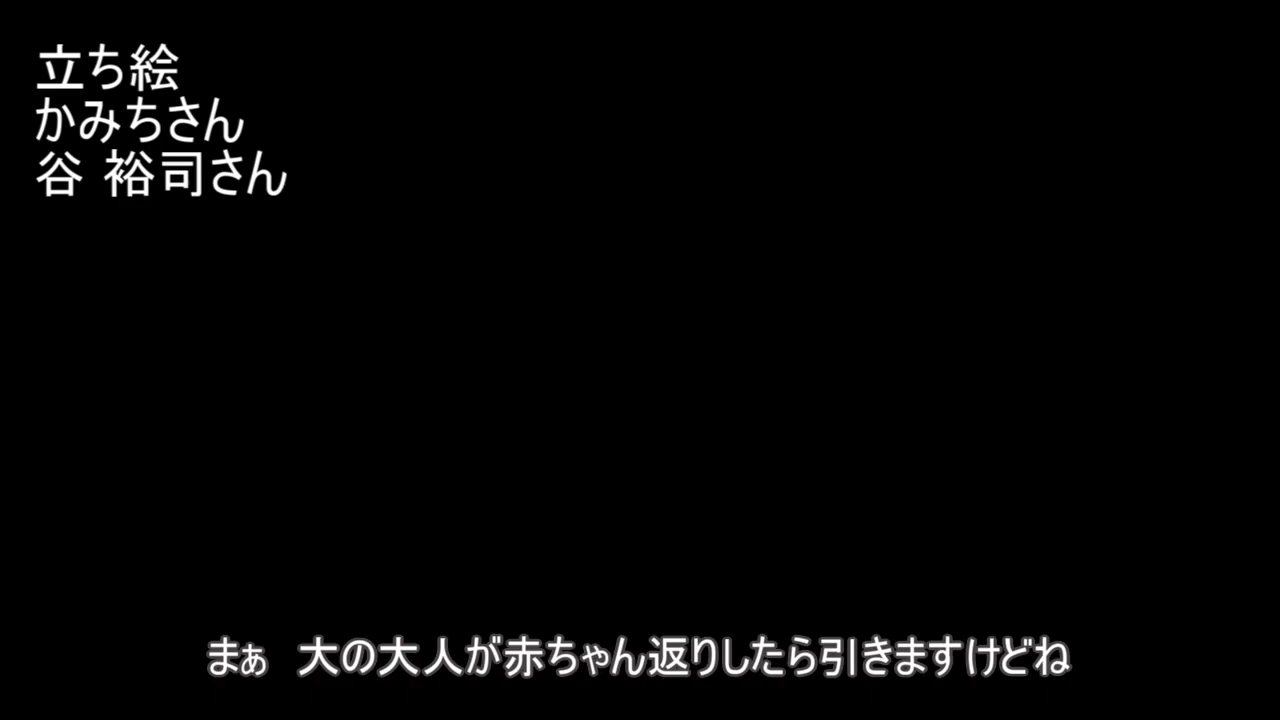 立ち絵
かみちさん
谷 裕司さん
まぁ　大の大人が赤ちゃん返りしたら引きますけどね